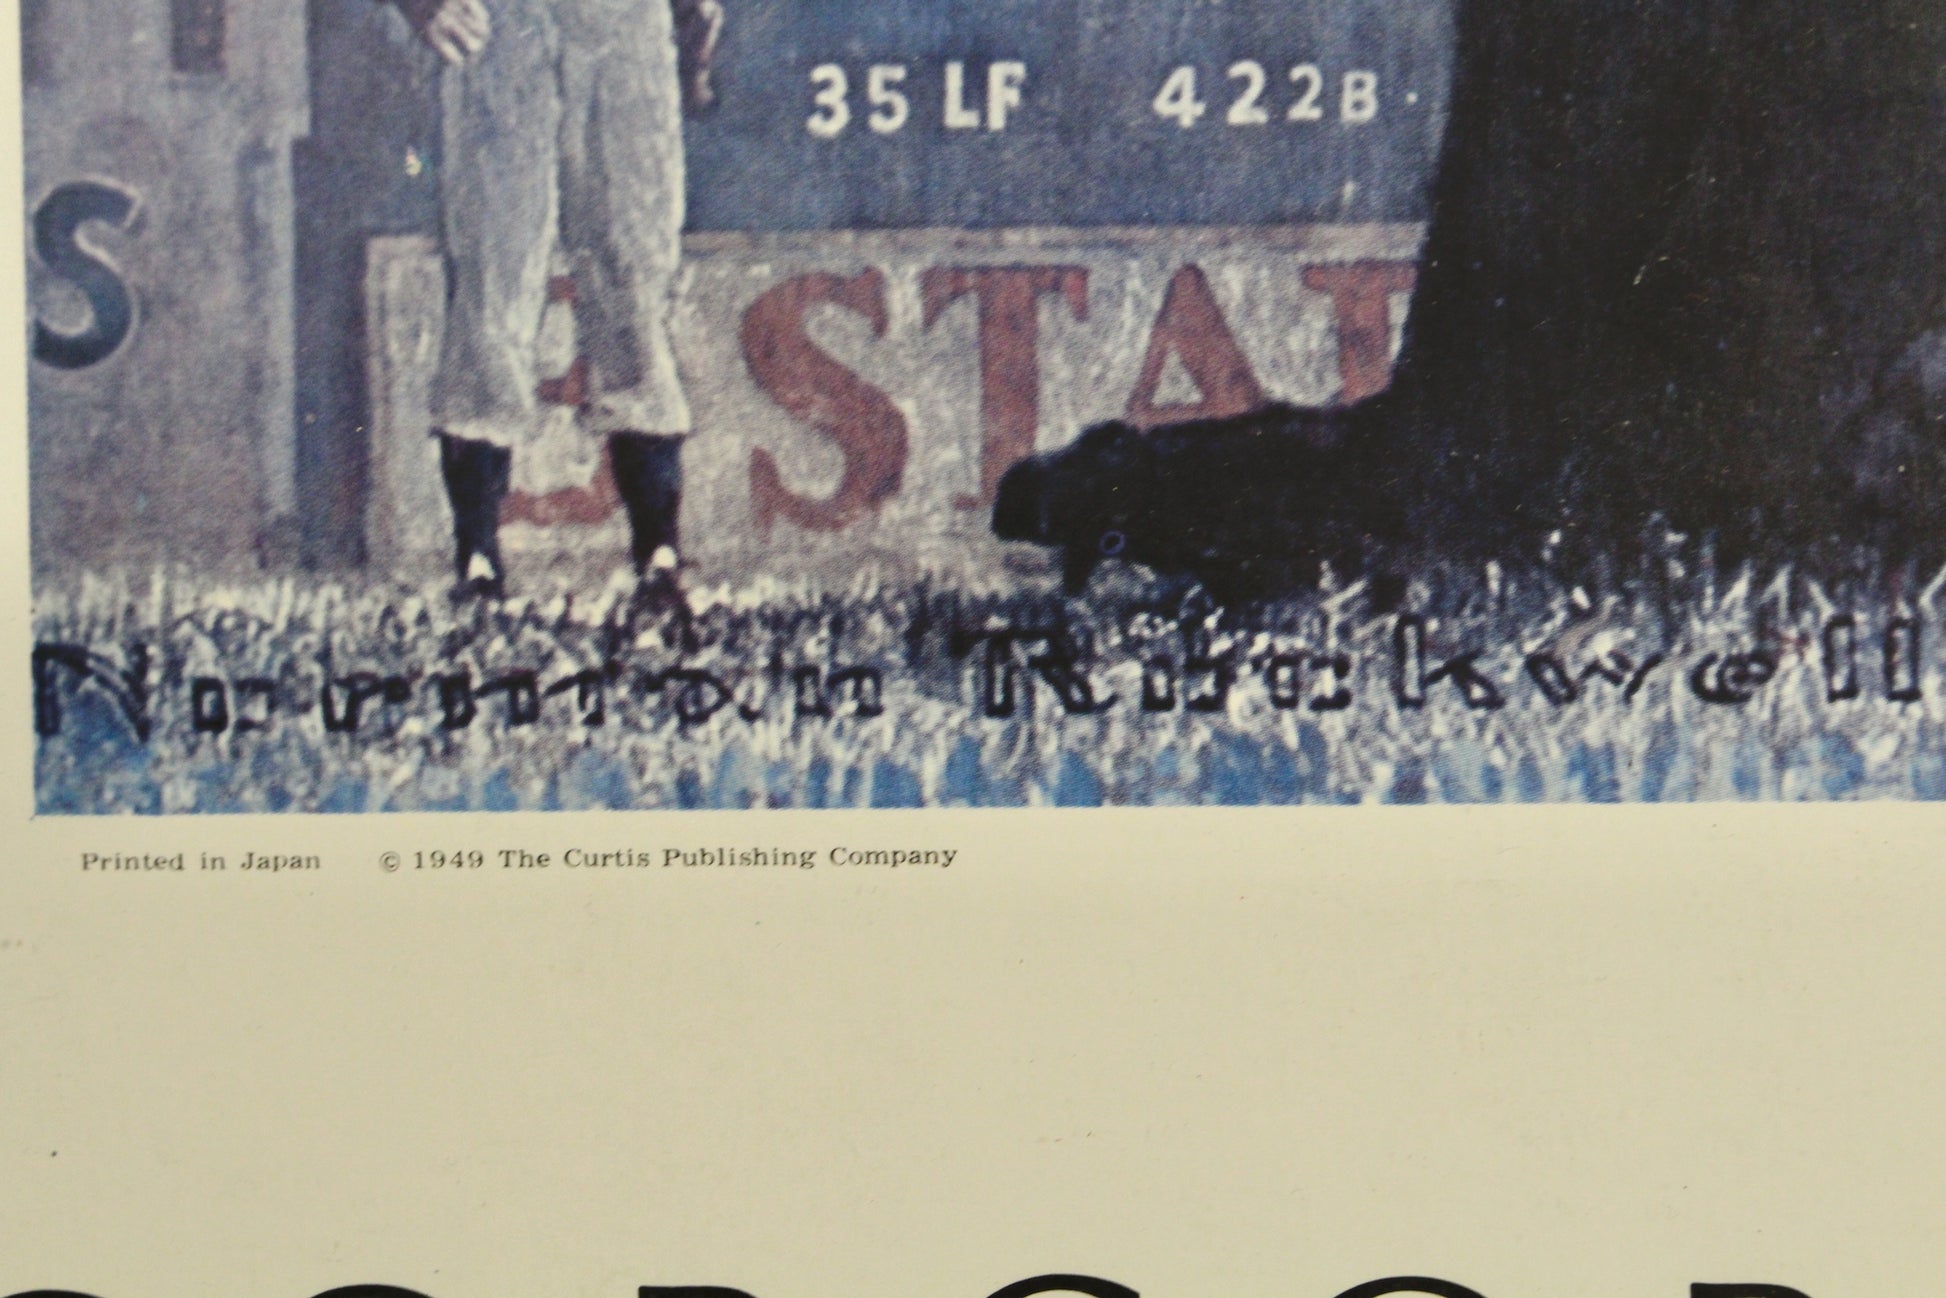 35 LF 422B
S
E STA
Norman Rockwell
Printed in Japan © 1949 The Curtis Publishing Company